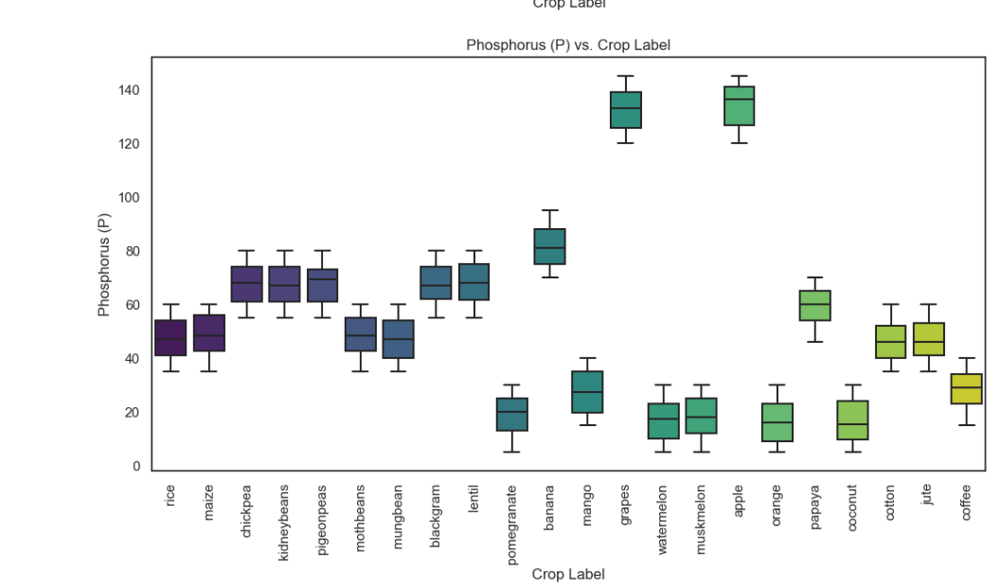 Crop Label
Phosphorus (P) vs. Crop Label
140
120
100
80
60
40
20
0
Phosphorus (P)
rice
maize
chickpea
kidneybeans
pigeonpeas
mothbeans
mungbean
blackgram
lentil
pomegranate
banana
mango
grapes
watermelon
muskmelon
apple
orange
papaya
coconut
cotton
jute
coffee
Crop Label